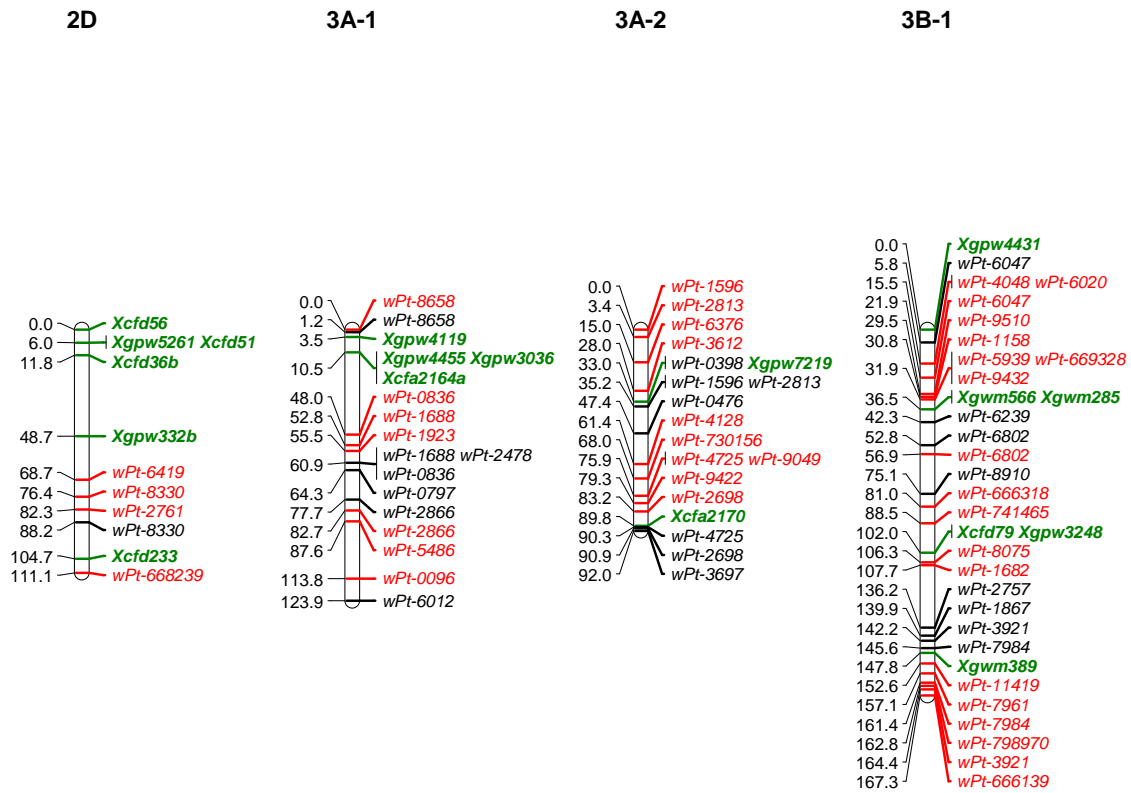 2D
0.0 Xcfd56
6.0 Xgpw5261 Xcfd51
11.8 Xcfd36b
48.7 Xgpw332b
68.7 wPt-6419
76.4 wPt-8330
82.3 wPt-2761
88.2 wPt-8330
104.7 Xcfd233
111.1 wPt-668239
3A-1
0.0 wPt-8658
1.2 wPt-8658
3.5 Xgpw4119
10.5 Xgpw4455 Xgpw3036
Xcfa2164a
48.0 wPt-0836
52.8 wPt-1688
55.5 wPt-1923
60.9 wPt-1688 wPt-2478
wPt-0836
64.3 wPt-0797
77.7 wPt-2866
82.7 wPt-2866
87.6 wPt-5486
113.8 wPt-0096
123.9 wPt-6012
3A-2
0.0 wPt-1596
3.4 wPt-2813
15.0 wPt-6376
28.0 wPt-3612
33.0 wPt-0398 Xgpw7219
35.2 wPt-1596 wPt-2813
47.4 wPt-0476
61.4 wPt-4128
68.0 wPt-730156
75.9 wPt-4725 wPt-9049
79.3 wPt-9422
83.2 wPt-2698
89.8 Xcfa2170
90.3 wPt-4725
90.9 wPt-2698
92.0 wPt-3697
3B-1
0.0 Xgpw4431
5.8 wPt-6047
15.5 wPt-4048 wPt-6020
21.9 wPt-6047
29.5 wPt-9510
30.8 wPt-1158
31.9 wPt-5939 wPt-669328
wPt-9432
36.5 Xgwm566 Xgwm285
42.3 wPt-6239
52.8 wPt-6802
56.9 wPt-6802
75.1 wPt-8910
81.0 wPt-666318
88.5 wPt-741465
102.0 Xcfd79 Xgpw3248
106.3 wPt-8075
107.7 wPt-1682
136.2 wPt-2757
139.9 wPt-1867
142.2 wPt-3921
145.6 wPt-7984
147.8 Xgwm389
152.6 wPt-11419
157.1 wPt-7961
161.4 wPt-7984
162.8 wPt-798970
164.4 wPt-3921
167.3 wPt-666139